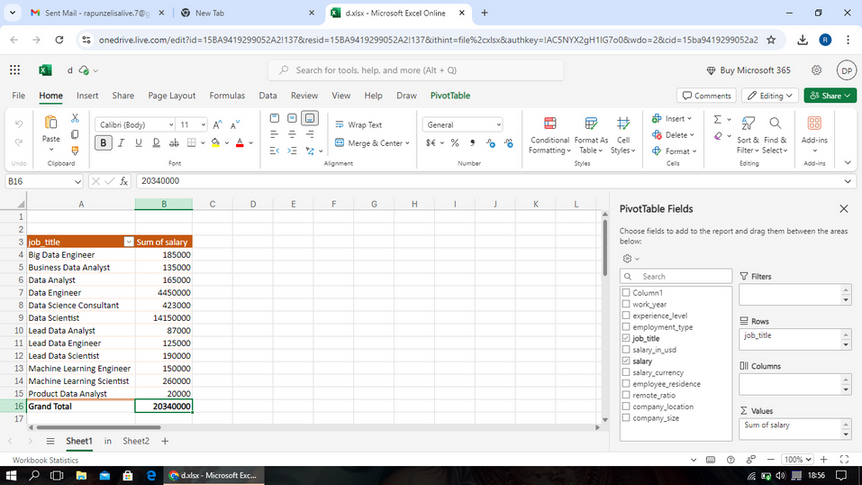 Sent Mail - rapunzelisalive.7@g
New Tab
d.xlsx - Microsoft Excel Online
onedrive.live.com/edit?id=15BA9419299052A2!137&resid=15BA9419299052A2!137&ithint=file%2cxlsx&authkey=!AC5NYX2gH1IG7o0&wdo=2&cid=15ba9419299052a2
R
d
Search for tools, help, and more (Alt + Q)
Buy Microsoft 365
DP
File Home Insert Share Page Layout Formulas Data Review View Help Draw PivotTable
Comments Editing Share
Undo
Paste
Clipboard
Calibri (Body) 11
B I U D ab
Font
Wrap Text
Merge & Center
Alignment
General
$€ % 9
Number
Conditional Formatting
Format As Table
Cell Styles
Styles
Insert
Delete
Format
Cells
Sort & Filter
Find & Select
Editing
Add-ins
Add-ins
B16 fx 20340000
A B C D E F G H I J K L
1
2
3 job_title Sum of salary
4 Big Data Engineer 185000
5 Business Data Analyst 135000
6 Data Analyst 165000
7 Data Engineer 4450000
8 Data Science Consultant 423000
9 Data Scientist 14150000
10 Lead Data Analyst 87000
11 Lead Data Engineer 125000
12 Lead Data Scientist 190000
13 Machine Learning Engineer 150000
14 Machine Learning Scientist 260000
15 Product Data Analyst 20000
16 Grand Total 20340000
17
PivotTable Fields
Choose fields to add to the report and drag them between the areas
below:
Search
Column1
work_year
experience_level
employment_type
job_title
salary_in_usd
salary
salary_currency
employee_residence
remote_ratio
company_location
company_size
Filters
Rows
job_title
Columns
Values
Sum of salary
Sheet1 in Sheet2
Workbook Statistics
100%
d.xlsx - Microsoft Exc...
18:56